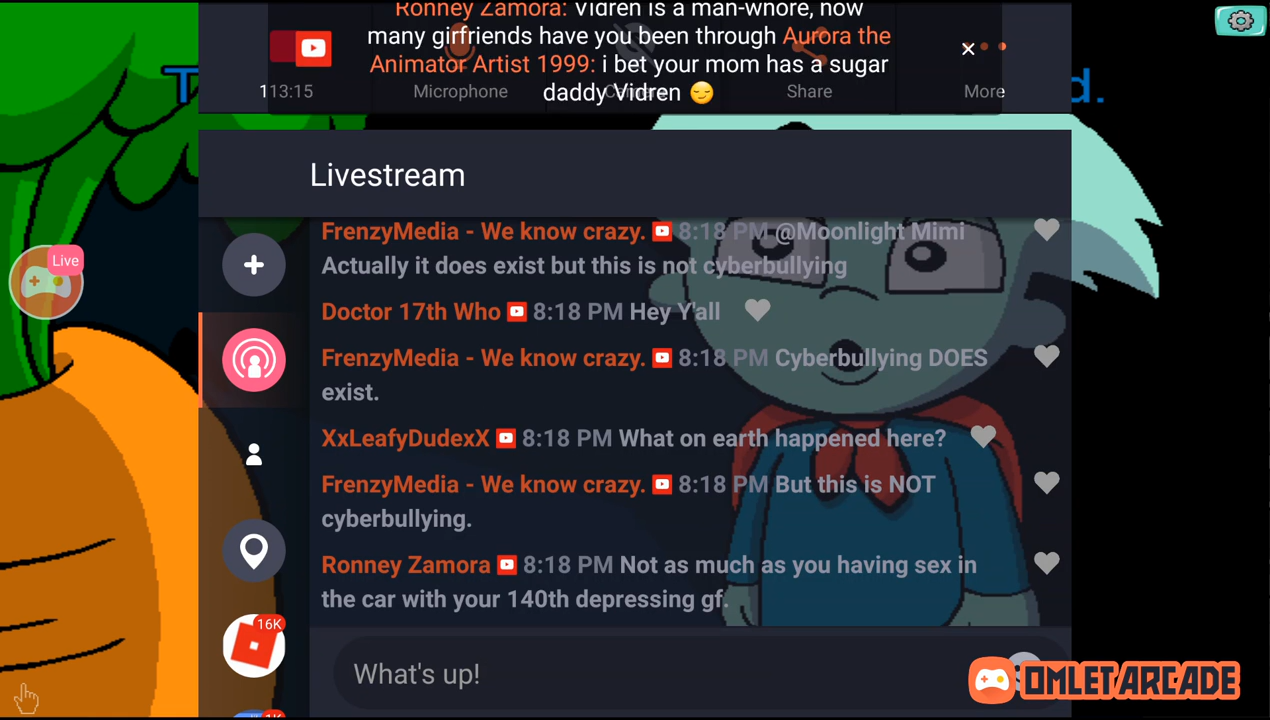 Ronney Zamora: Vidren is a man-whore, how
many girfriends have you been through Aurora the
Animator Artist 1999: i bet your mom has a sugar
daddy Vidren 😏
113:15
Microphone
Share
More
T
d.
Livestream
Live
FrenzyMedia - We know crazy. 8:18 PM @Moonlight Mimi
Actually it does exist but this is not cyberbullying
Doctor 17th Who 8:18 PM Hey Y'all
FrenzyMedia - We know crazy. 8:18 PM Cyberbullying DOES
exist.
XxLeafyDudexX 8:18 PM What on earth happened here?
FrenzyMedia - We know crazy. 8:18 PM But this is NOT
cyberbullying.
Ronney Zamora 8:18 PM Not as much as you having sex in
the car with your 140th depressing gf.
16K
1K
What's up!
OMLET ARCADE